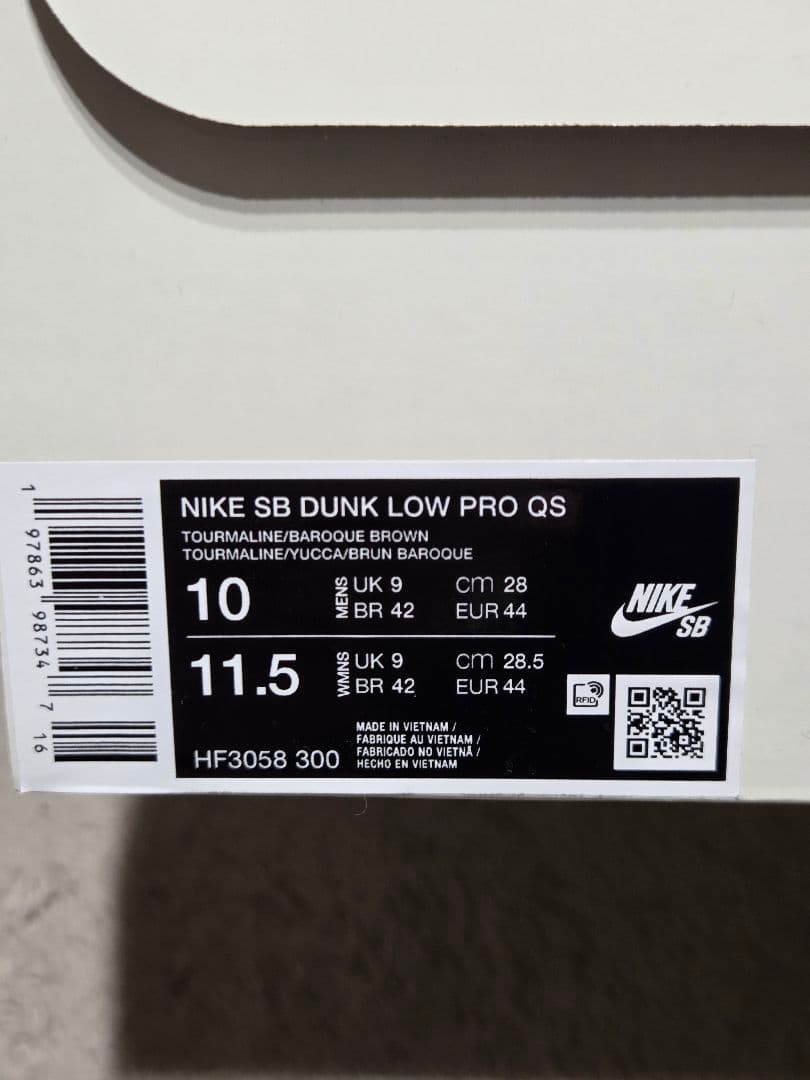 NIKE SB DUNK LOW PRO QS
TOURMALINE/BAROQUE BROWN
TOURMALINE/YUCCA/BRUN BAROQUE
10 MENS UK 9 cm 28
BR 42 EUR 44
11.5 WMNS UK 9 cm 28.5
BR 42 EUR 44
HF3058 300
MADE IN VIETNAM /
FABRIQUE AU VIETNAM /
FABRICADO NO VIETNÃ /
HECHO EN VIETNAM
NIKE
SB
RFID
1 97863 98734 7 16